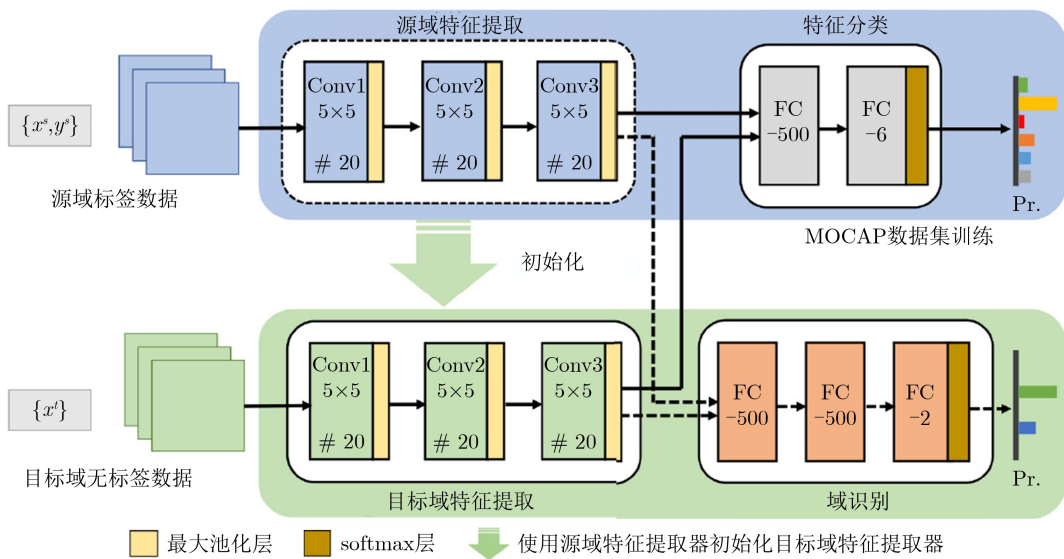 源域特征提取
特征分类
{xˢ,yˢ}
源域标签数据
Conv1
5×5
# 20
Conv2
5×5
# 20
Conv3
5×5
# 20
FC
-500
FC
-6
Pr.
MOCAP数据集训练
初始化
{xᵗ}
目标域无标签数据
Conv1
5×5
# 20
Conv2
5×5
# 20
Conv3
5×5
# 20
目标域特征提取
FC
-500
FC
-500
FC
-2
域识别
Pr.
最大池化层
softmax层
使用源域特征提取器初始化目标域特征提取器